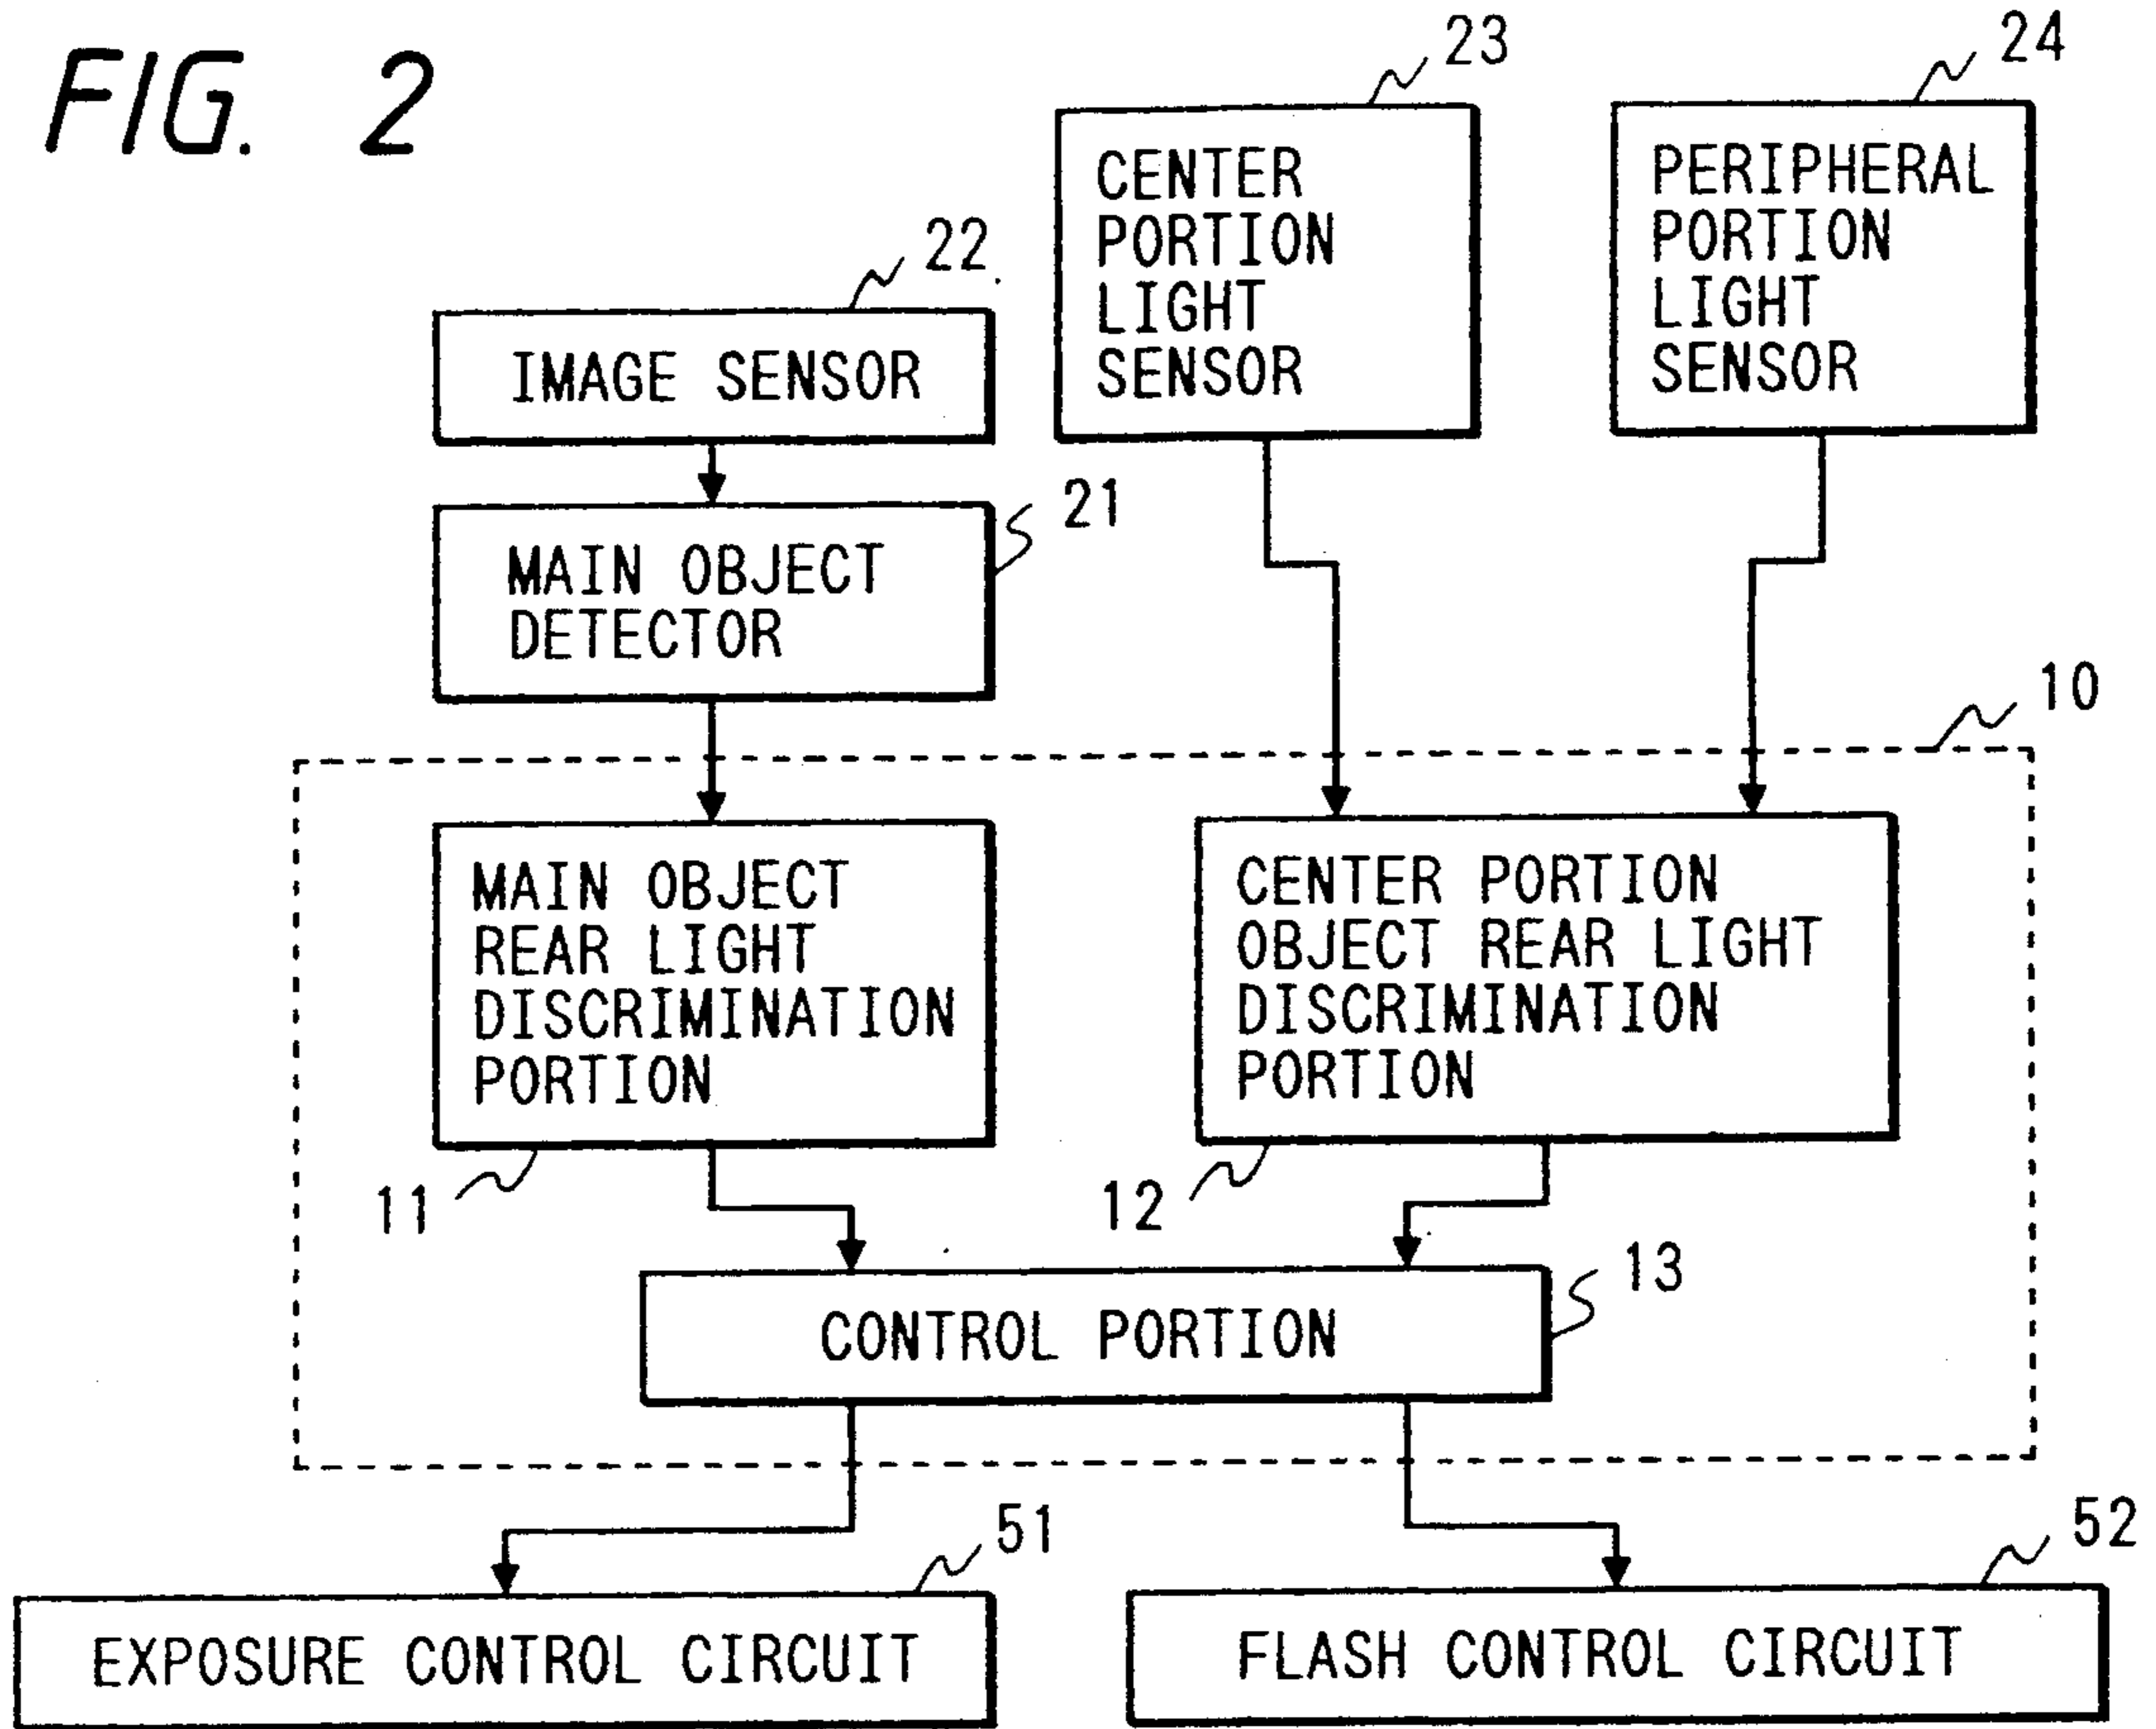 FIG. 2
23
24
CENTER
PORTION
LIGHT
SENSOR
PERIPHERAL
PORTION
LIGHT
SENSOR
22
IMAGE SENSOR
21
MAIN OBJECT
DETECTOR
10
MAIN OBJECT
REAR LIGHT
DISCRIMINATION
PORTION
CENTER PORTION
OBJECT REAR LIGHT
DISCRIMINATION
PORTION
11
12
13
CONTROL PORTION
51
52
EXPOSURE CONTROL CIRCUIT
FLASH CONTROL CIRCUIT